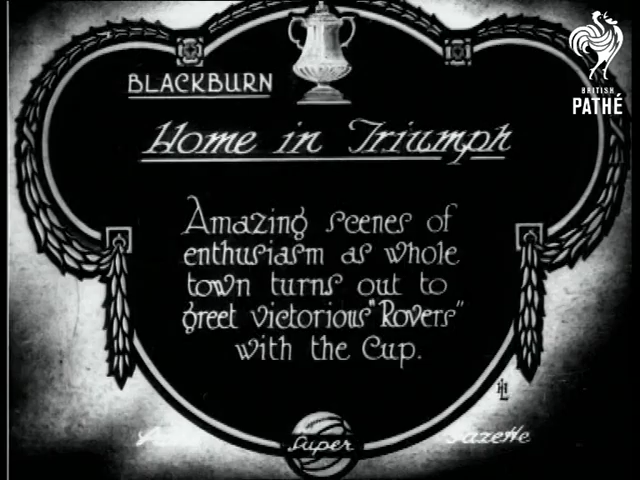 BLACKBURN
BRITISH
PATHÉ
Home in Triumph
Amazing scenes of
enthusiasm as whole
town turns out to
greet victorious "Rovers"
with the Cup.
Super
Gazette